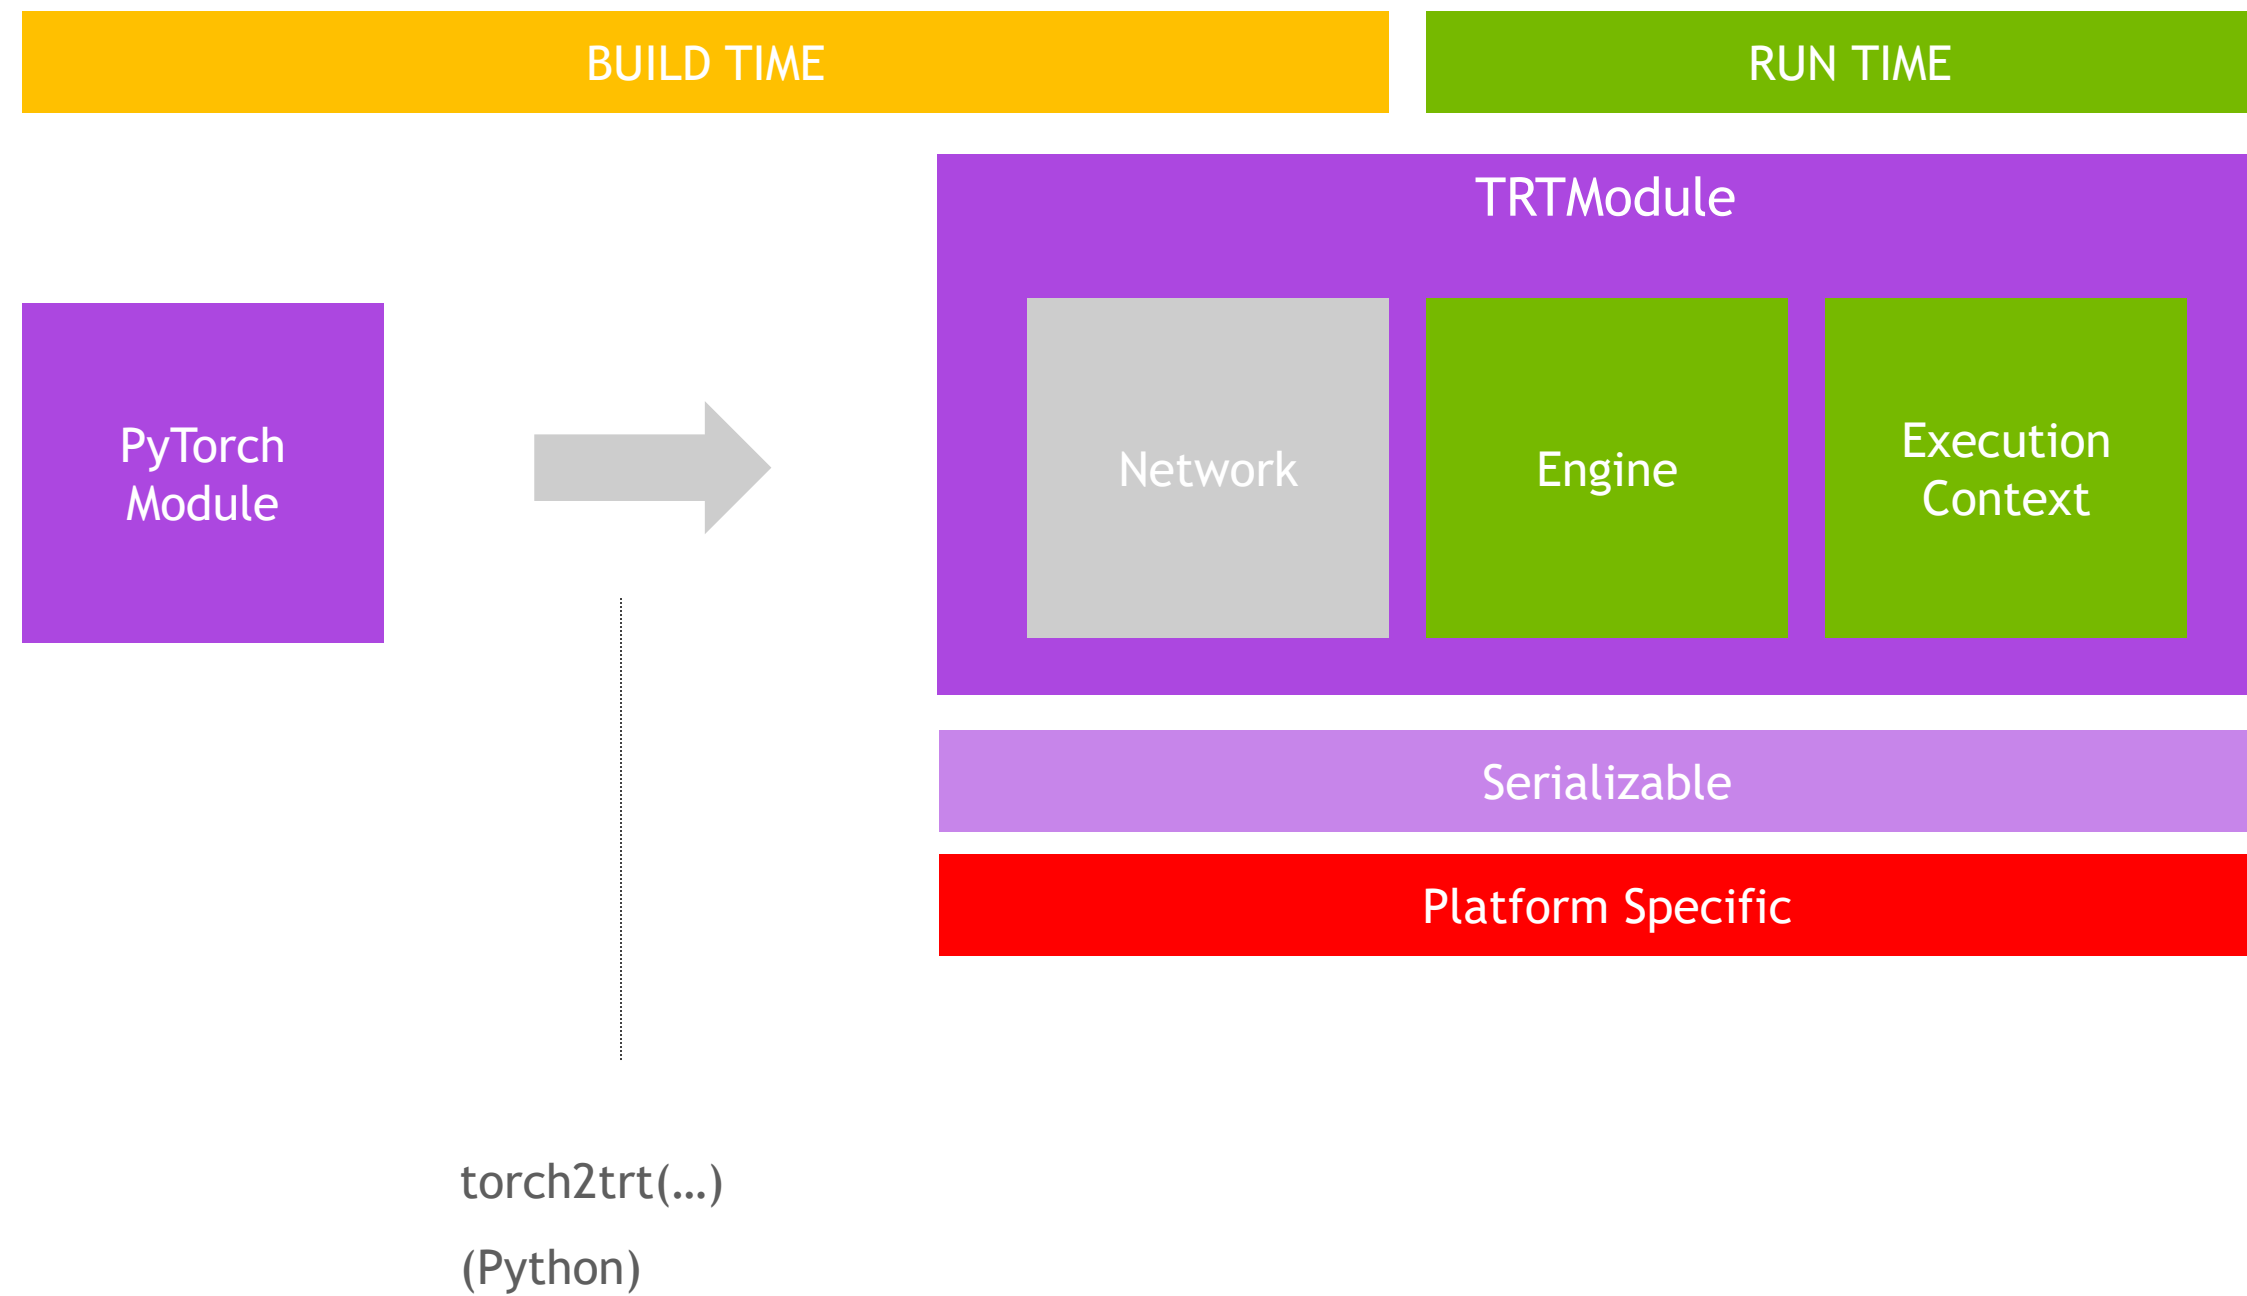 BUILD TIME
RUN TIME
TRTModule
PyTorch
Module
Network
Engine
Execution
Context
Serializable
Platform Specific
torch2trt(…)
(Python)